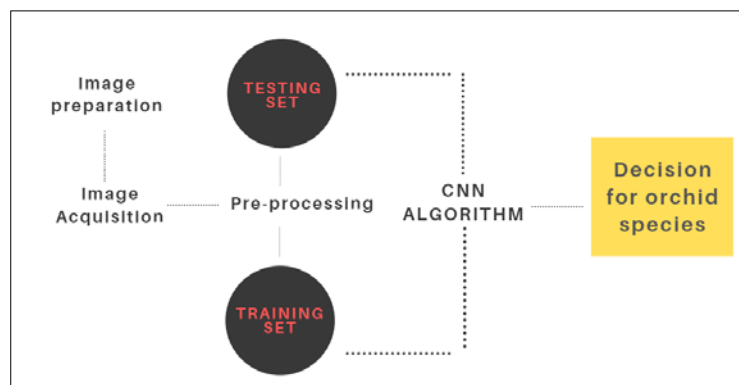 Image
preparation
Image
Acquisition
TESTING
SET
Pre-processing
TRAINING
SET
CNN
ALGORITHM
Decision
for orchid
species